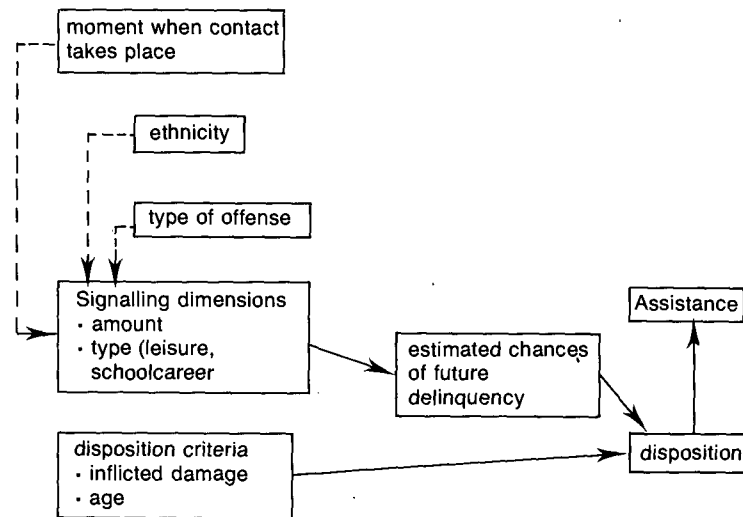 moment when contact
takes place
ethnicity
type of offense
Signalling dimensions
· amount
· type (leisure,
schoolcareer
Assistance
estimated chances
of future
delinquency
disposition criteria
· inflicted damage
· age
disposition